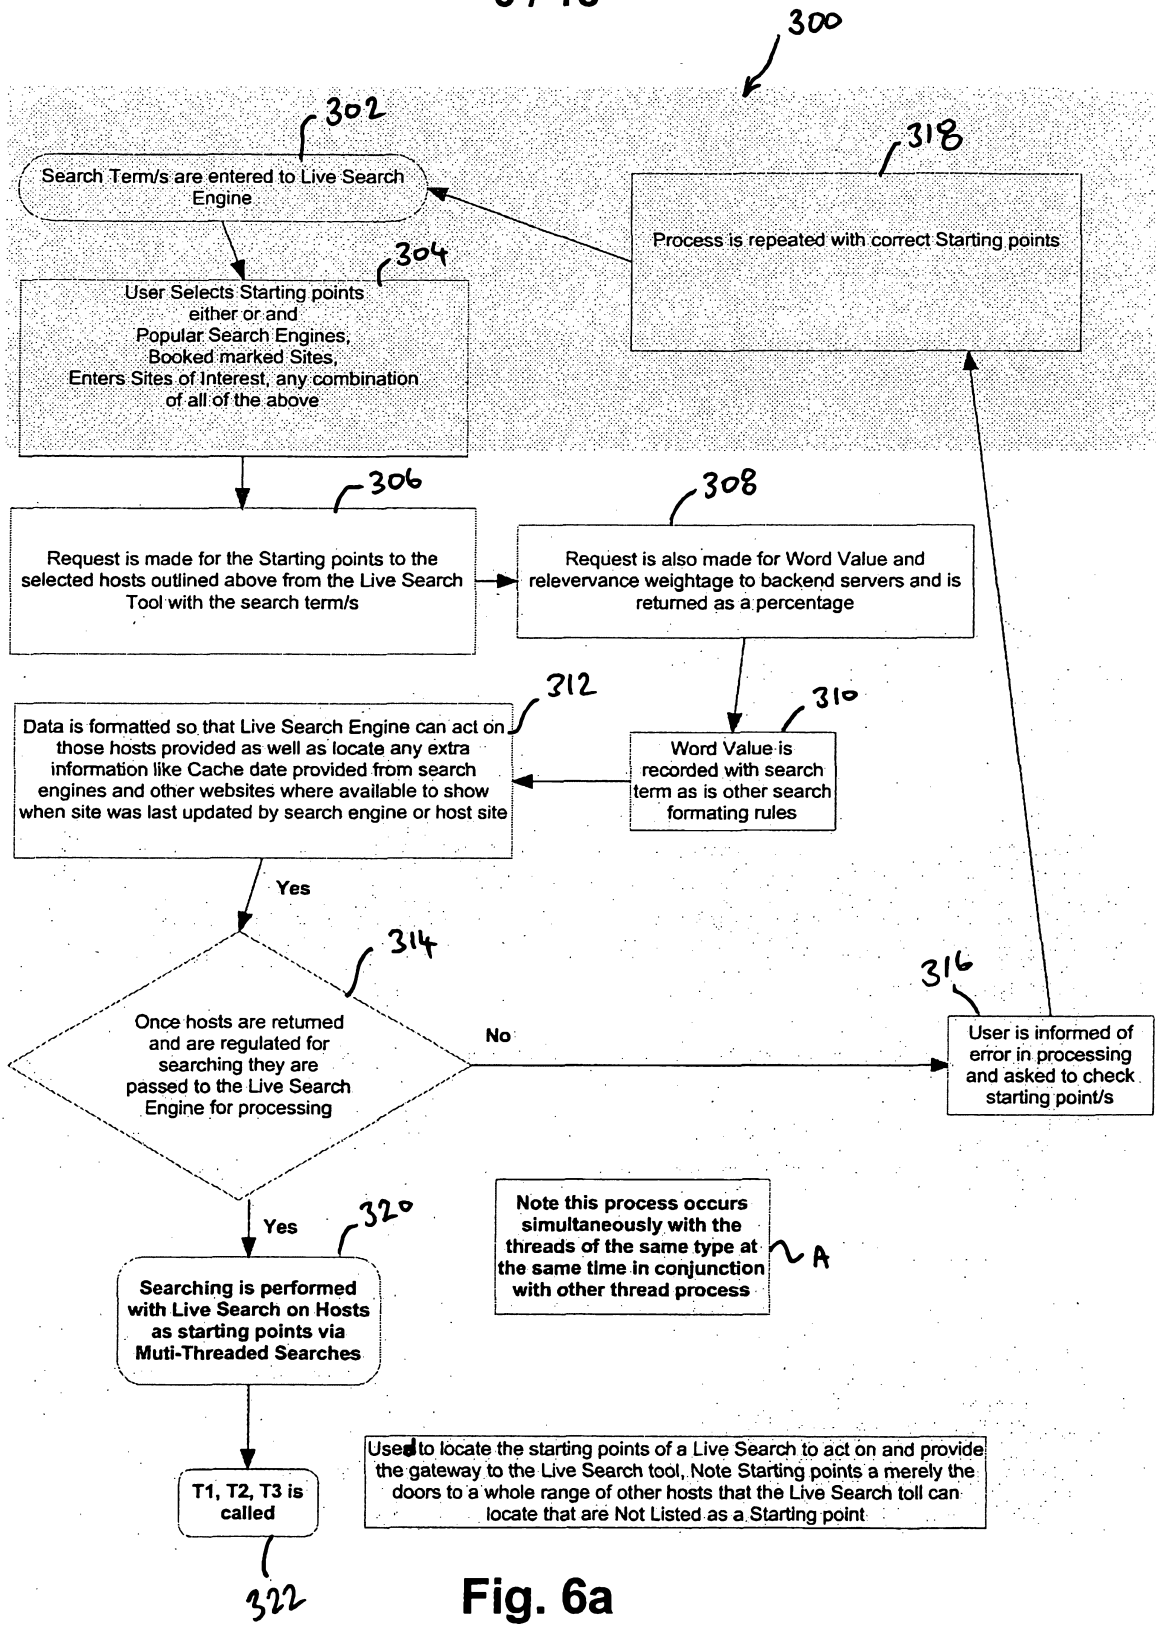 300
302
318
Search Term/s are entered to Live Search
Engine
Process is repeated with correct Starting points
304
User Selects Starting points
either or and
Popular Search Engines,
Booked marked Sites,
Enters Sites of Interest, any combination
of all of the above
306
308
Request is made for the Starting points to the
selected hosts outlined above from the Live Search
Tool with the search term/s
Request is also made for Word Value and
relevervance weightage to backend servers and is
returned as a percentage
312
310
Data is formatted so that Live Search Engine can act on
those hosts provided as well as locate any extra
information like Cache date provided from search
engines and other websites where available to show
when site was last updated by search engine or host site
Word Value is
recorded with search
term as is other search
formating rules
Yes
314
316
Once hosts are returned
and are regulated for
searching they are
passed to the Live Search
Engine for processing
No
User is informed of
error in processing
and asked to check
starting point/s
Yes
320
Note this process occurs
simultaneously with the
threads of the same type at
the same time in conjunction
with other thread process
A
Searching is performed
with Live Search on Hosts
as starting points via
Muti-Threaded Searches
Used to locate the starting points of a Live Search to act on and provide
the gateway to the Live Search tool, Note Starting points a merely the
doors to a whole range of other hosts that the Live Search toll can
locate that are Not Listed as a Starting point
T1, T2, T3 is
called
322
Fig. 6a